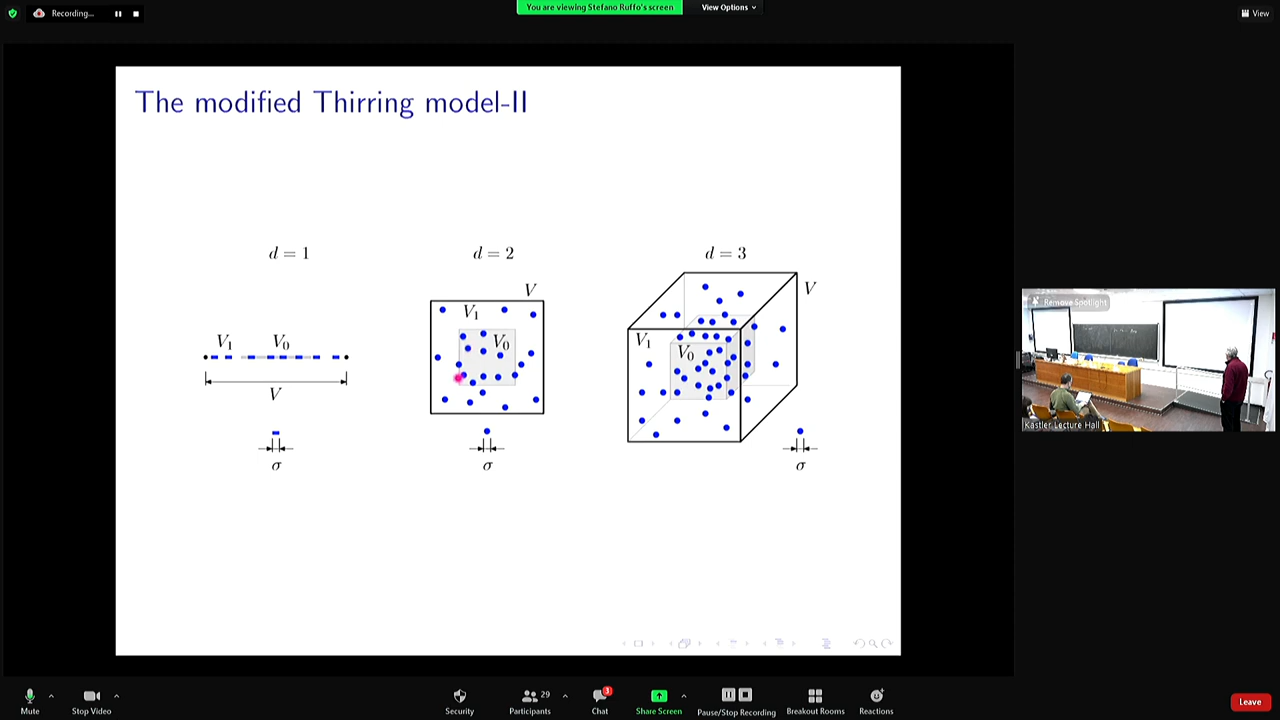 Recording...
You are viewing Stefano Ruffo's screen
View Options
View
The modified Thirring model-II
d = 1
d = 2
d = 3
V
V
V₁
V₀
V₁
V₀
V₁
V₀
V
σ
σ
σ
Remove Spotlight
Kastler Lecture Hall
Mute
Stop Video
Security
29
Participants
3
Chat
Share Screen
Pause/Stop Recording
Breakout Rooms
Reactions
Leave